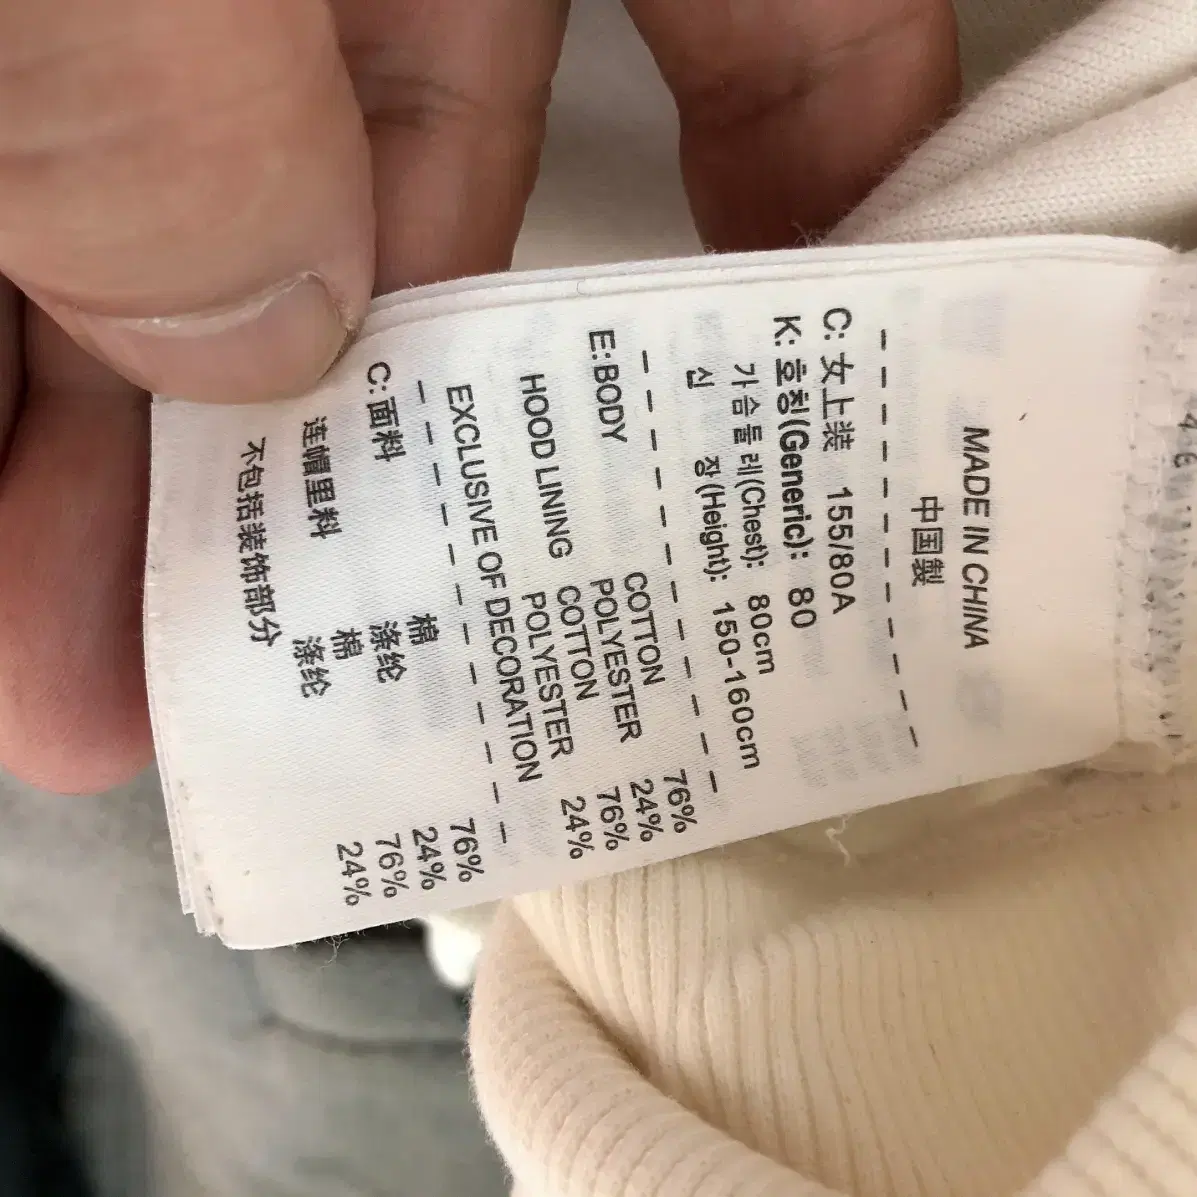 MADE IN CHINA
中国製
C: 女上装 155/80A
K: 호칭(Generic): 80
가슴둘레(Chest): 80cm
신 장(Height): 150-160cm
E:BODY COTTON 76%
POLYESTER 24%
HOOD LINING COTTON 76%
POLYESTER 24%
EXCLUSIVE OF DECORATION
C:面料 棉 76%
涤纶 24%
连帽里料 棉 76%
涤纶 24%
不包括装饰部分